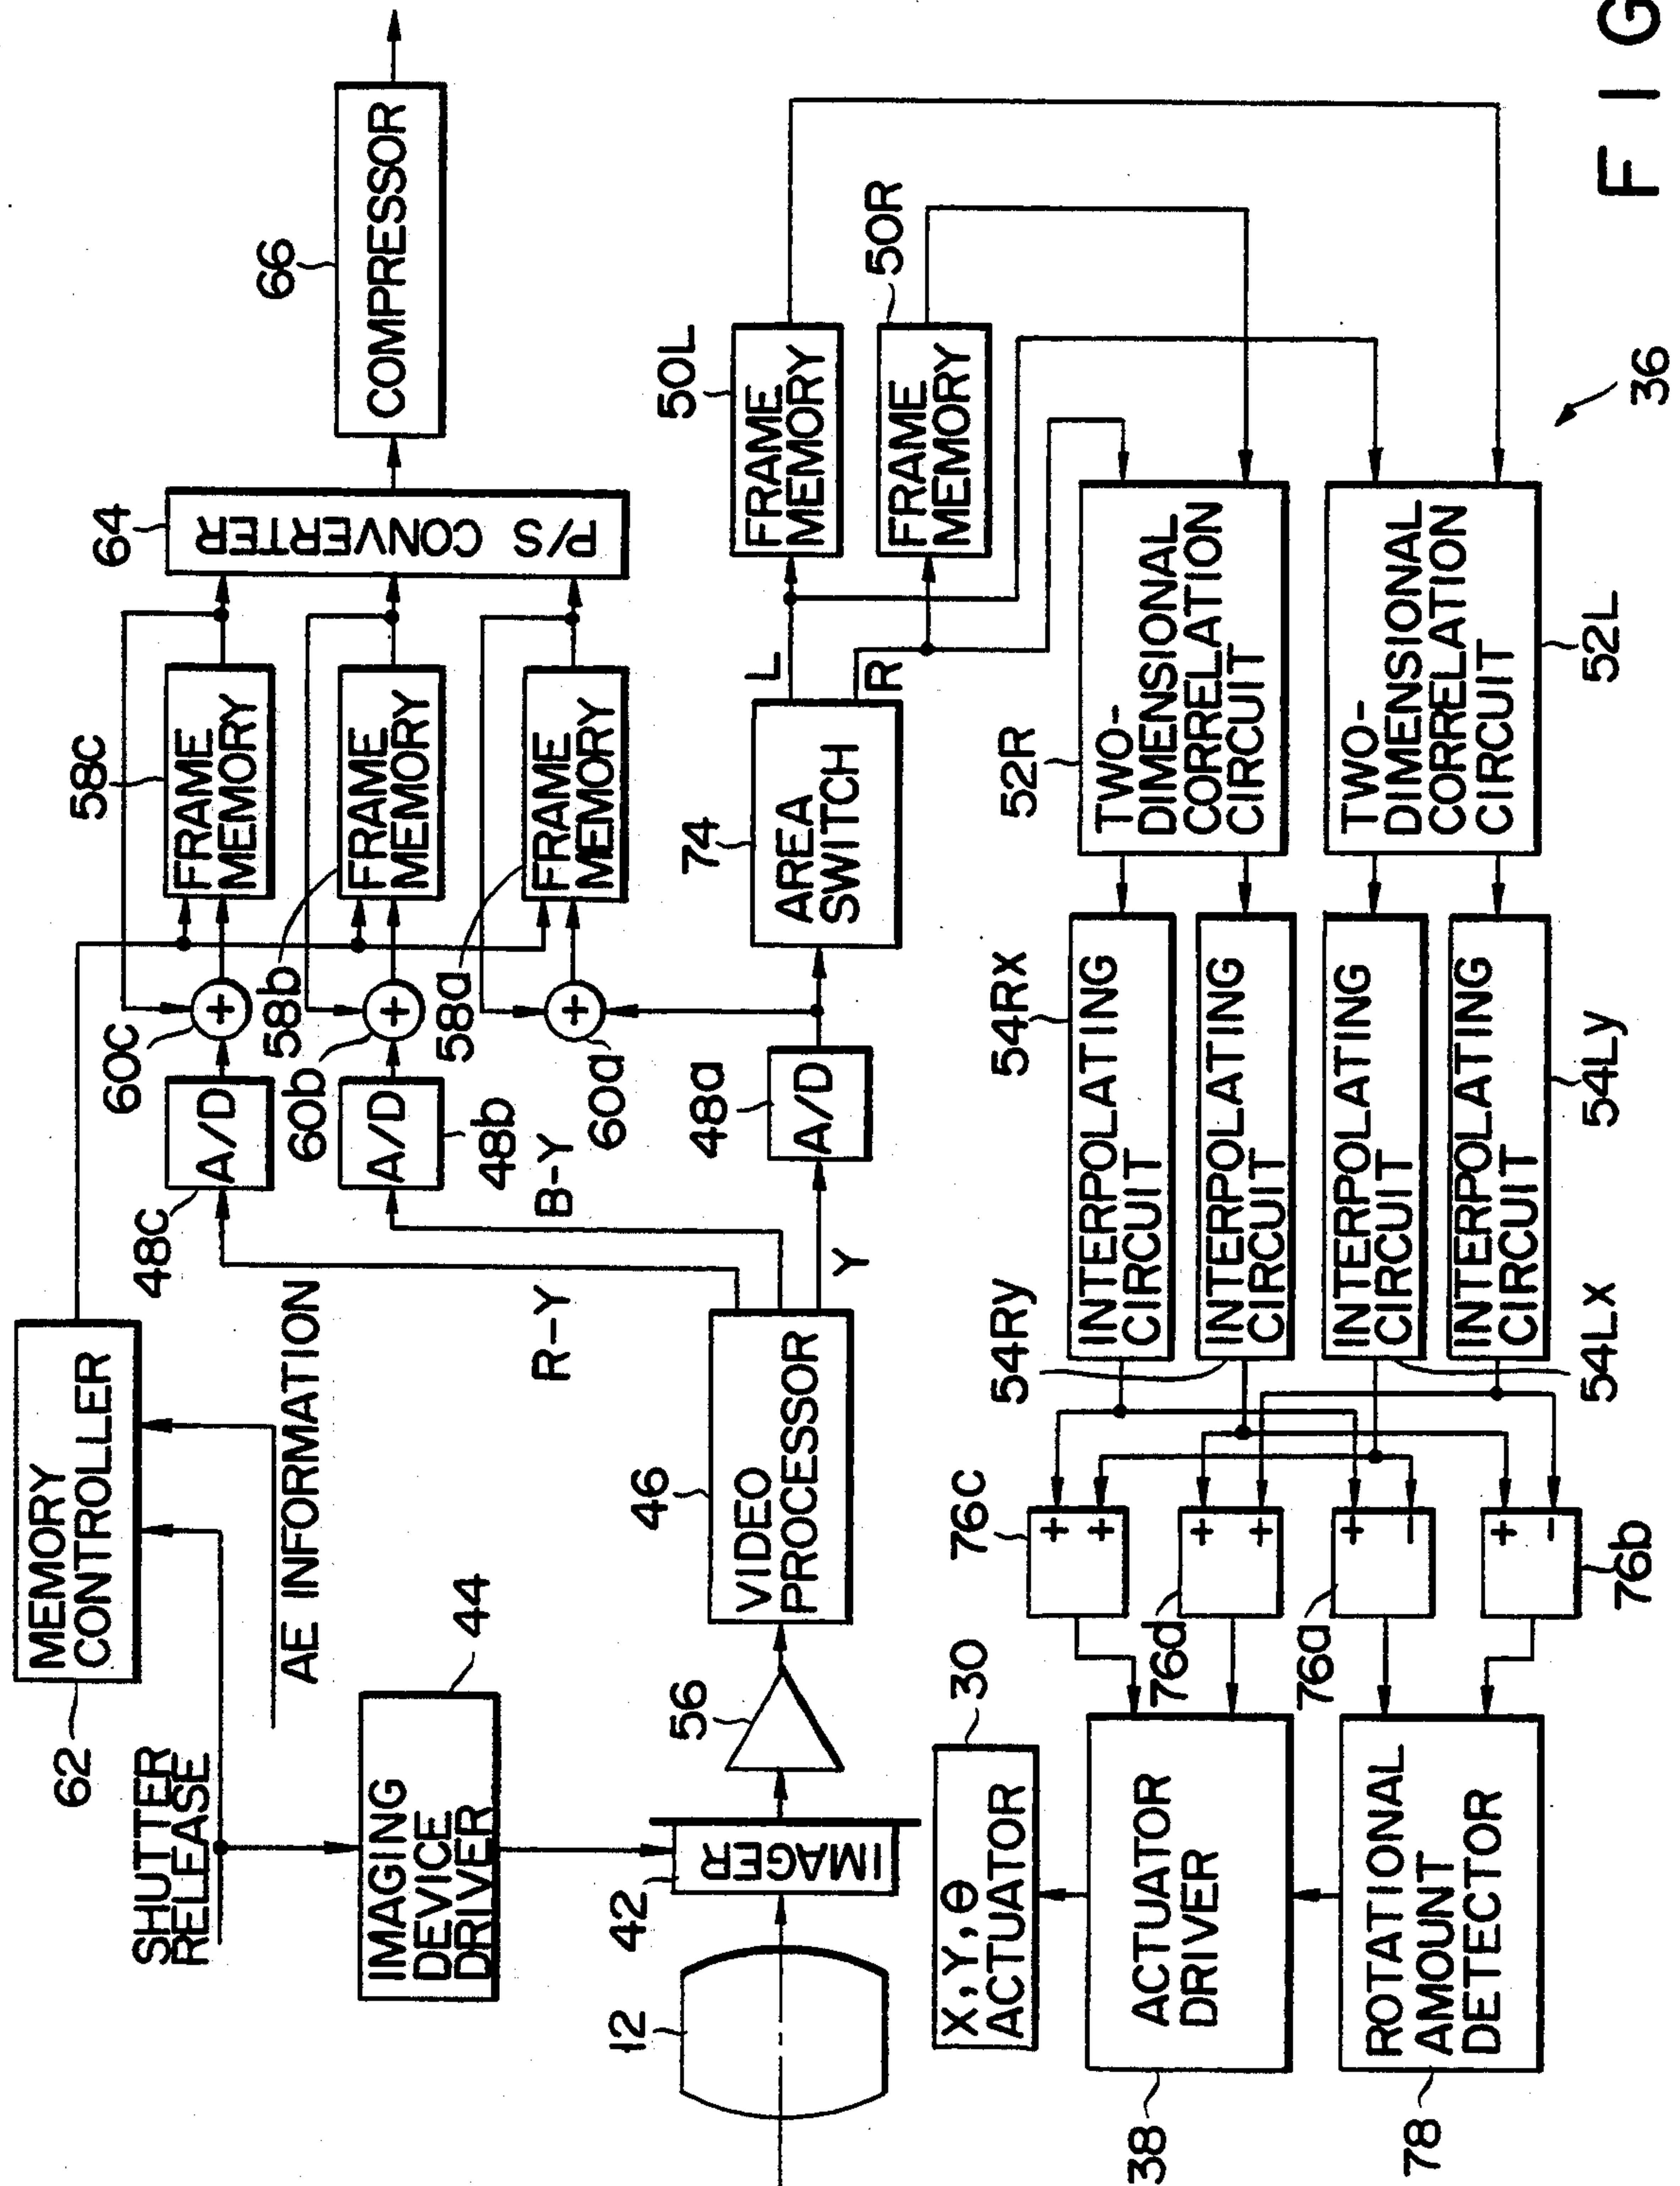 62
MEMORY
CONTROLLER
SHUTTER
RELEASE
AE INFORMATION
IMAGING
DEVICE
DRIVER
44
12
42
IMAGER
56
46
VIDEO
PROCESSOR
R-Y
B-Y
Y
48C
A/D
60C
58C
FRAME
MEMORY
60b
A/D
48b
58b
FRAME
MEMORY
60a
58a
FRAME
MEMORY
+
+
+
64
P/S CONVERTER
66
COMPRESSOR
48a
A/D
74
AREA
SWITCH
L
R
50L
FRAME
MEMORY
50R
FRAME
MEMORY
30
X, Y, θ
ACTUATOR
38
ACTUATOR
DRIVER
78
ROTATIONAL
AMOUNT
DETECTOR
76C
+
+
76d
+
+
76a
+
-
76b
+
-
54Rx
INTERPOLATING
CIRCUIT
54Ry
INTERPOLATING
CIRCUIT
INTERPOLATING
CIRCUIT
54Lx
INTERPOLATING
CIRCUIT
54Ly
52R
TWO-
DIMENSIONAL
CORRELATION
CIRCUIT
TWO-
DIMENSIONAL
CORRELATION
CIRCUIT
52L
36
FIG